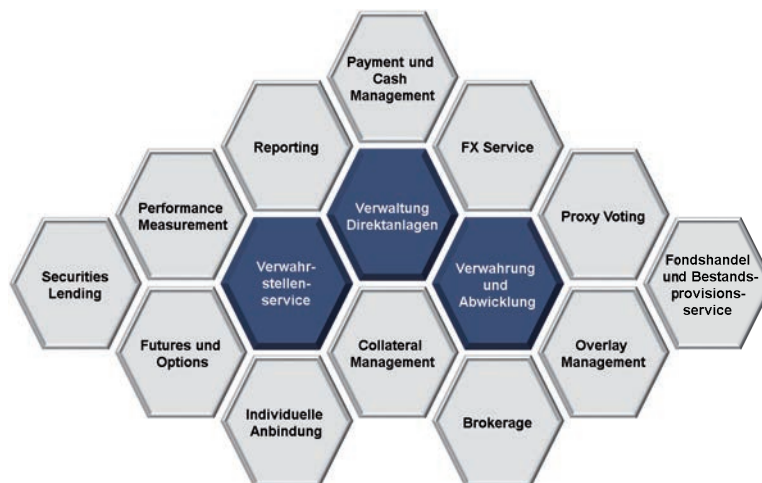 Payment und
Cash
Management
Reporting
FX Service
Performance
Measurement
Verwaltung
Direktanlagen
Proxy Voting
Securities
Lending
Verwahr-
stellen-
service
Verwahrung
und
Abwicklung
Fondshandel
und Bestands-
provisions-
service
Futures und
Options
Collateral
Management
Overlay
Management
Individuelle
Anbindung
Brokerage